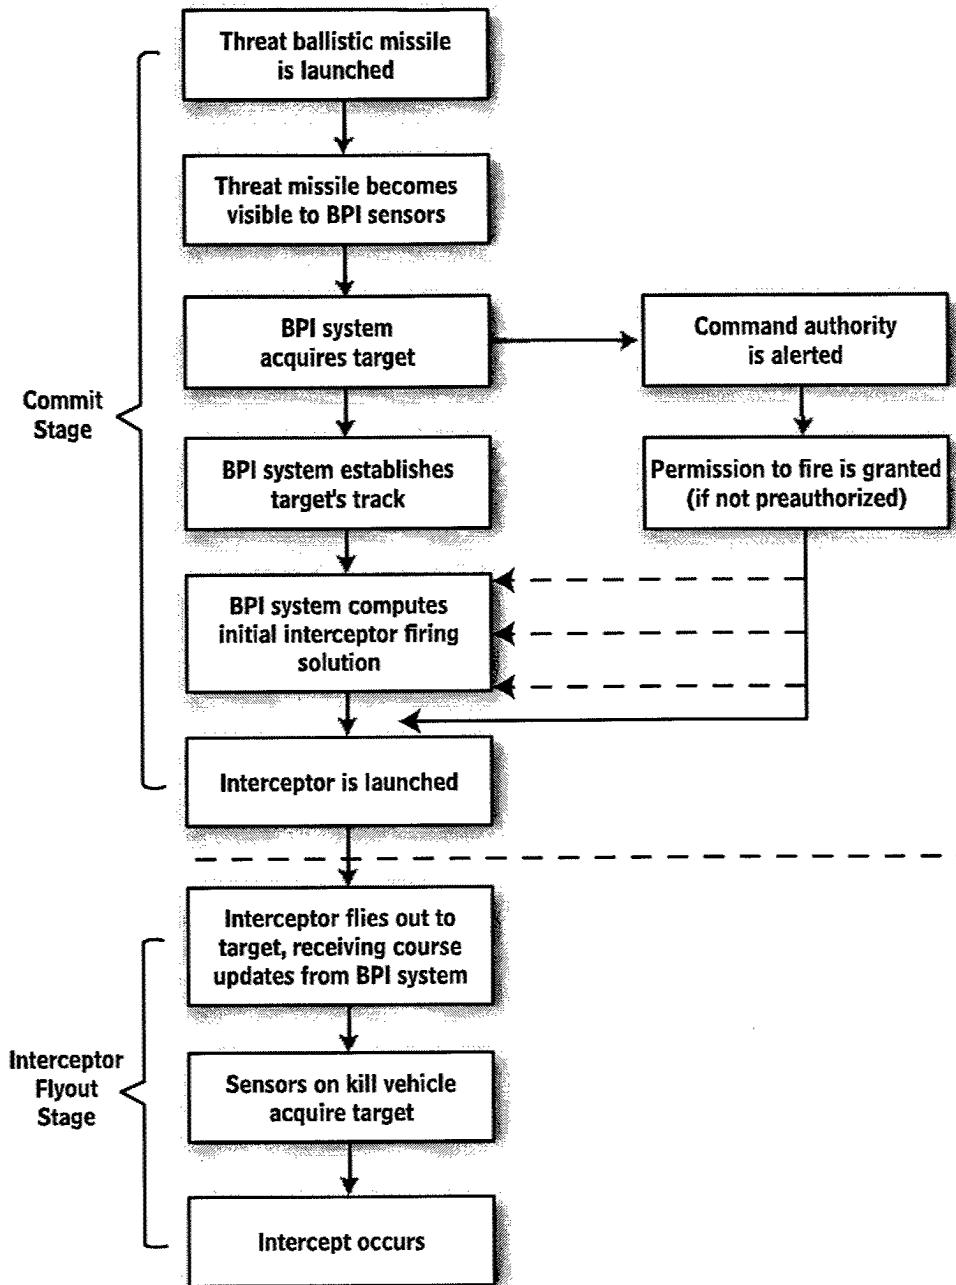 Threat ballistic missile
is launched
Threat missile becomes
visible to BPI sensors
BPI system
acquires target
Command authority
is alerted
Commit
Stage
BPI system establishes
target's track
Permission to fire is granted
(if not preauthorized)
BPI system computes
initial interceptor firing
solution
Interceptor is launched
Interceptor flies out to
target, receiving course
updates from BPI system
Interceptor
Flyout
Stage
Sensors on kill vehicle
acquire target
Intercept occurs